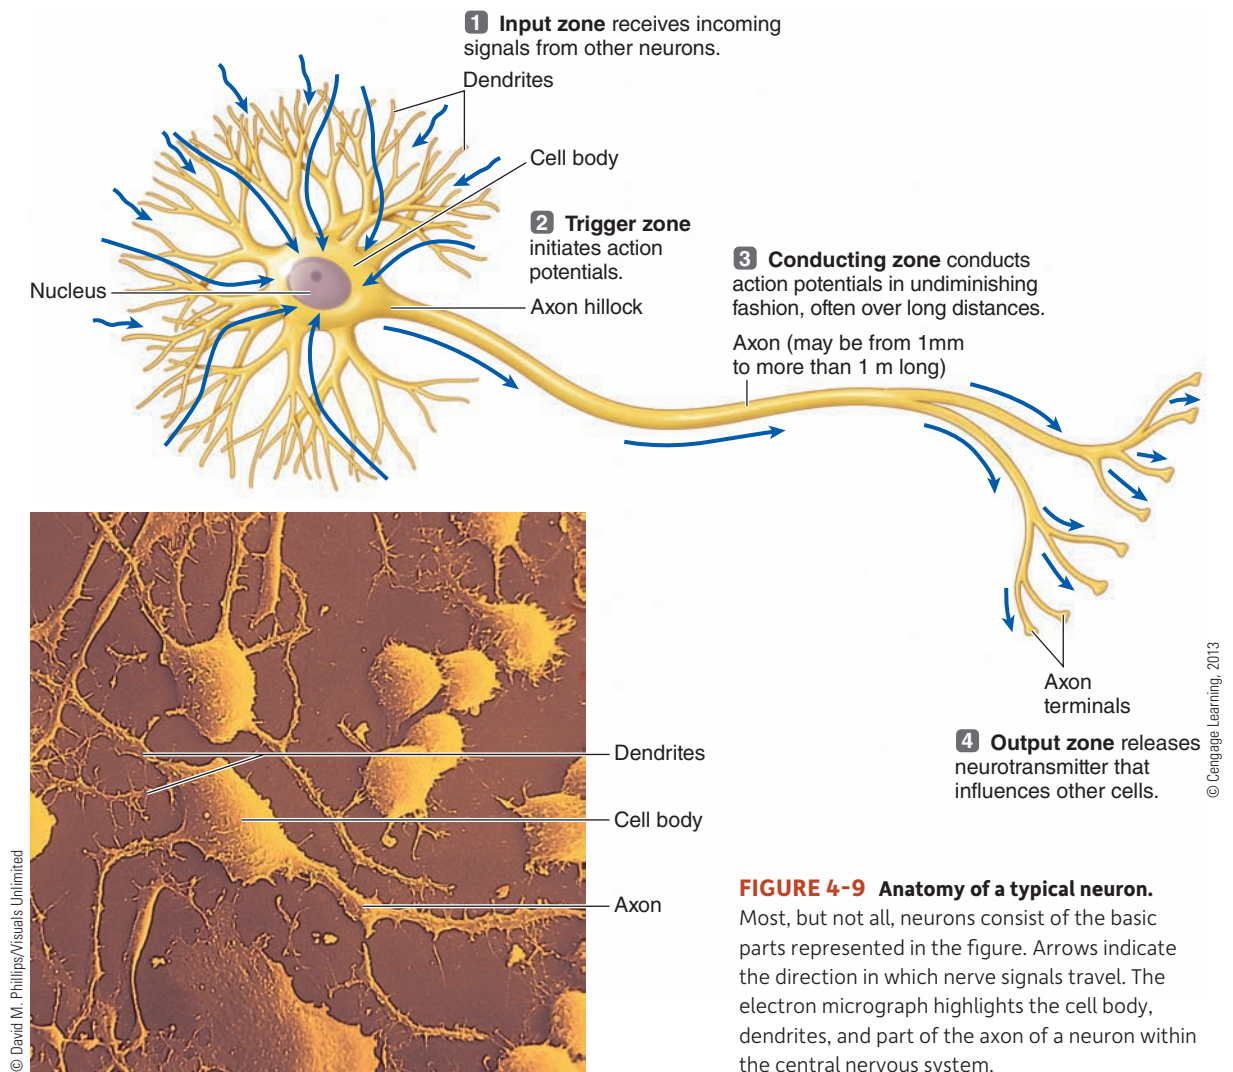 1 Input zone receives incoming
signals from other neurons.
Dendrites
Cell body
2 Trigger zone
initiates action
potentials.
Nucleus
Axon hillock
3 Conducting zone conducts
action potentials in undiminishing
fashion, often over long distances.
Axon (may be from 1mm
to more than 1 m long)
Axon
terminals
4 Output zone releases
neurotransmitter that
influences other cells.
© Cengage Learning, 2013
Dendrites
Cell body
Axon
© David M. Phillips/Visuals Unlimited
FIGURE 4-9 Anatomy of a typical neuron.
Most, but not all, neurons consist of the basic
parts represented in the figure. Arrows indicate
the direction in which nerve signals travel. The
electron micrograph highlights the cell body,
dendrites, and part of the axon of a neuron within
the central nervous system.